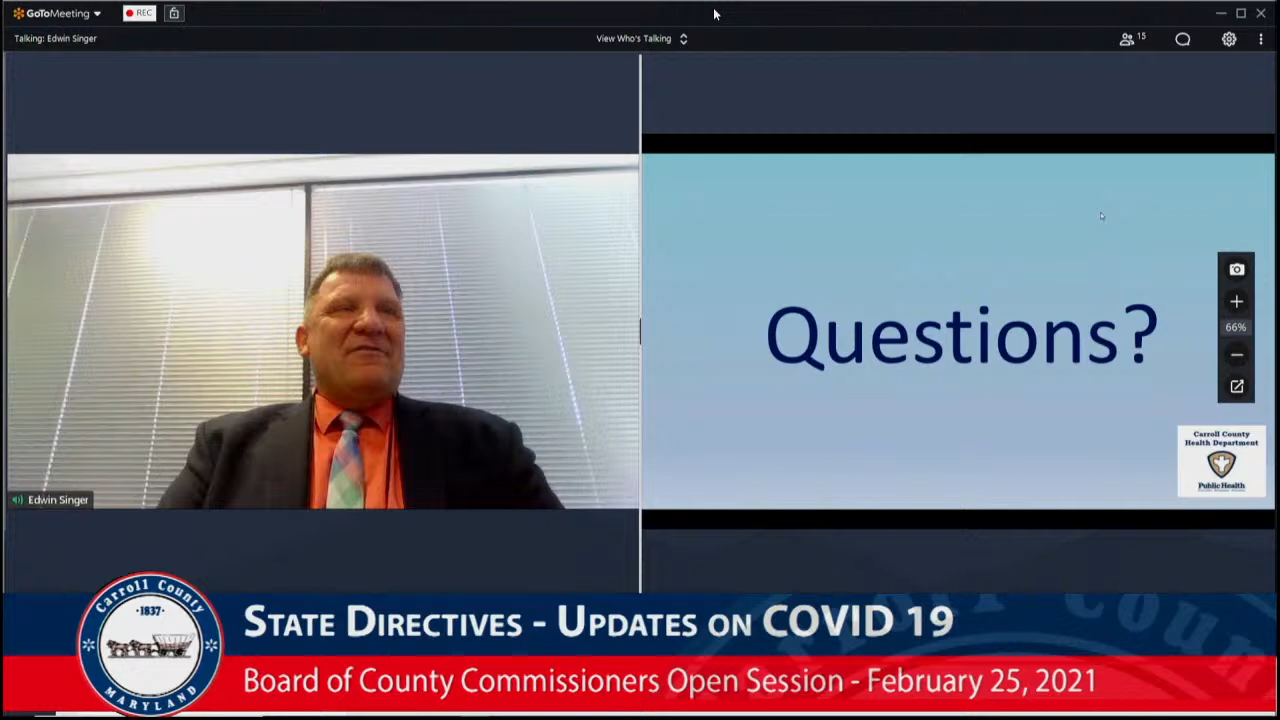 GoToMeeting
REC
Talking: Edwin Singer
View Who's Talking
15
Questions?
66%
Carroll County
Health Department
Public Health
Edwin Singer
Carroll County
1837
MARYLAND
STATE DIRECTIVES - UPDATES ON COVID 19
Board of County Commissioners Open Session - February 25, 2021